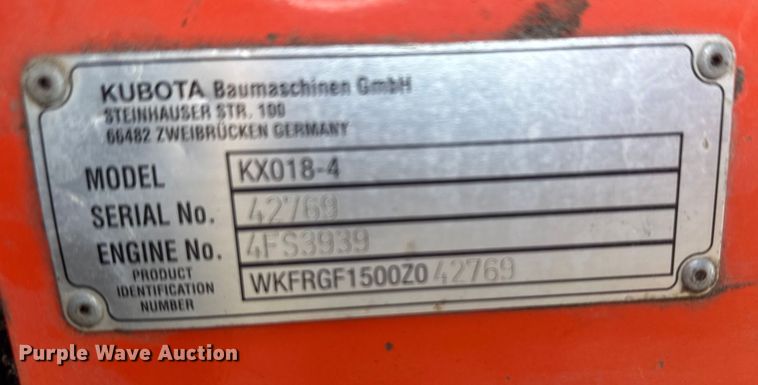 KUBOTA Baumaschinen GmbH
STEINHAUSER STR. 100
66482 ZWEIBRÜCKEN GERMANY
MODEL KX018-4
SERIAL No. 42769
ENGINE No. 4FS3939
PRODUCT
IDENTIFICATION
NUMBER WKFRGF1500Z042769
Purple Wave Auction